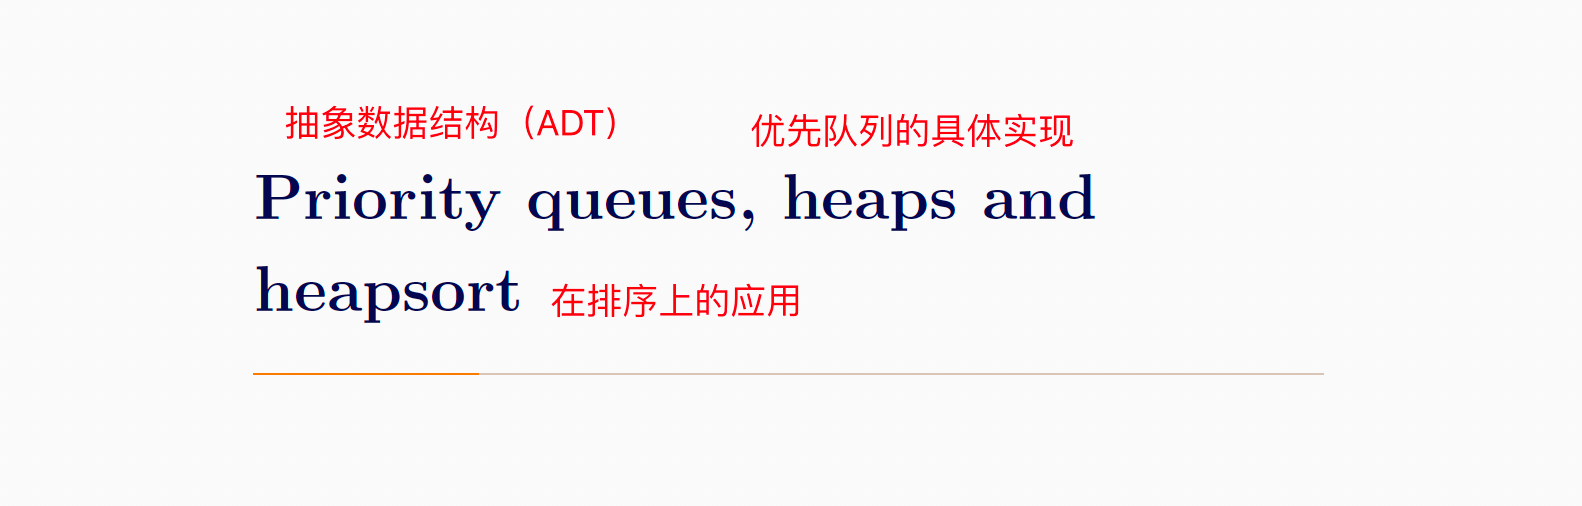 抽象数据结构（ADT） 优先队列的具体实现
Priority queues, heaps and
heapsort 在排序上的应用